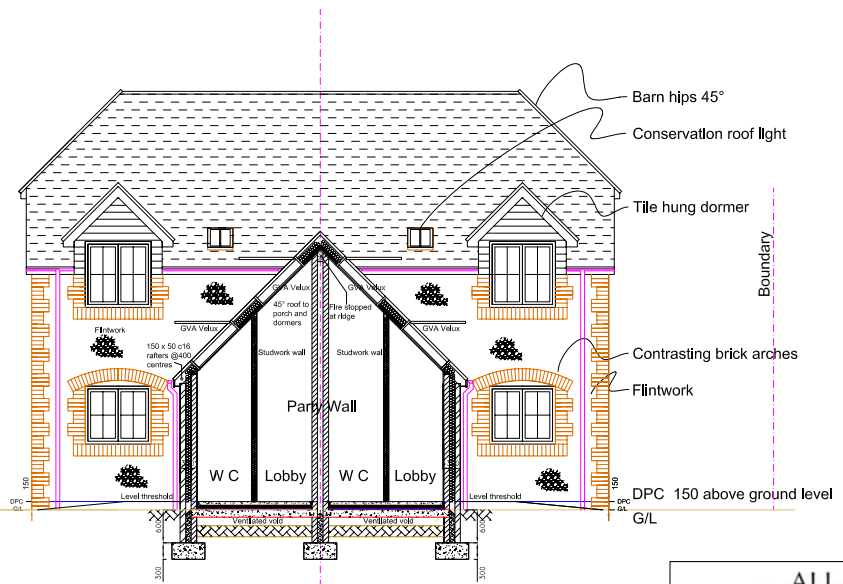 Barn hips 45°
Conservation roof light
Tile hung dormer
Boundary
GVA Velux
GVA Velux
45° roof to
porch and
dormers
Fire stopped
at ridge
GVA Velux
GVA Velux
Flintwork
150 x 50 c16
rafters @400
centres
Studwork wall
Studwork wall
Contrasting brick arches
Flintwork
Party Wall
W C
Lobby
W C
Lobby
150
150
Level threshold
Level threshold
DPC
G/L
DPC
G/L
DPC 150 above ground level
G/L
Ventilated void
Ventilated void
600
600
300
300
ALL